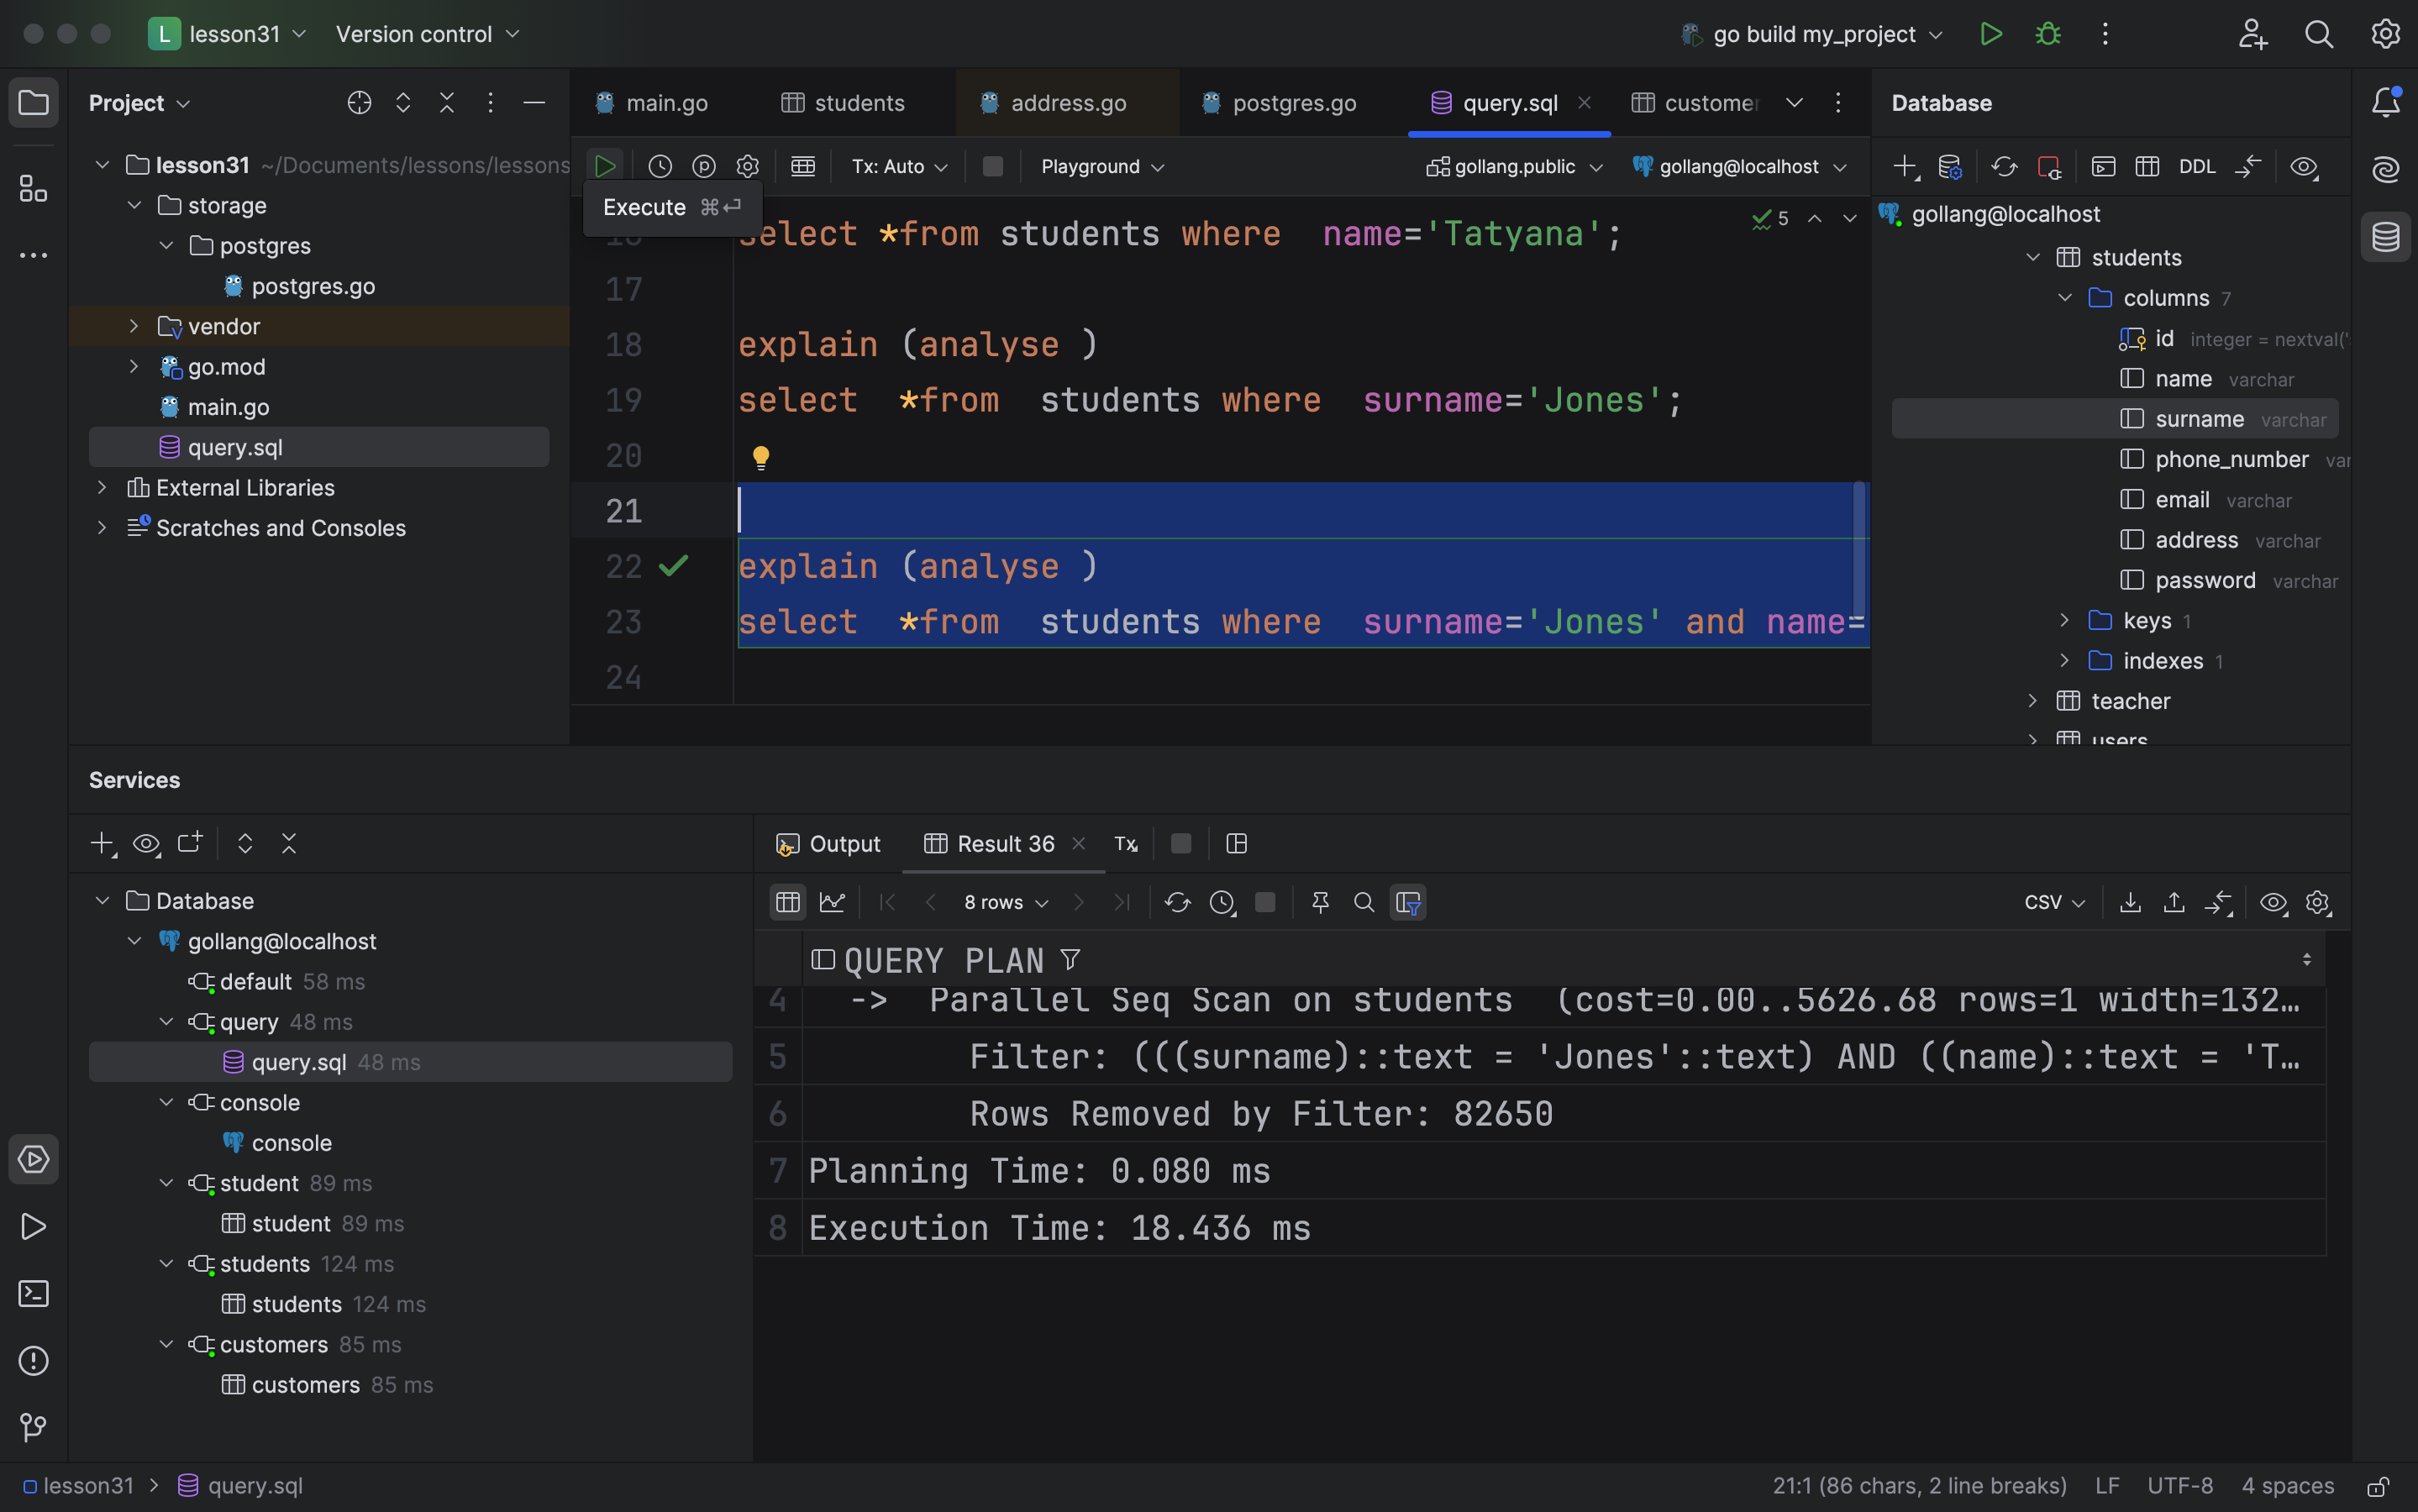 L lesson31 Version control go build my_project
Project
main.go students address.go postgres.go query.sql
Database
lesson31 ~/Documents/lessons/lessons
storage
postgres
postgres.go
vendor
go.mod
main.go
query.sql
External Libraries
Scratches and Consoles
Tx: Auto Playground gollang.public gollang@localhost
Execute ⌘⏎
select *from students where name='Tatyana';
5
17
18 explain (analyse )
19 select *from students where surname='Jones';
20
21
22 explain (analyse )
23 select *from students where surname='Jones' and name=
24
DDL
gollang@localhost
students
columns 7
id integer = nextval('
name varchar
surname varchar
phone_number
email varchar
address varchar
password varchar
keys 1
indexes 1
teacher
users
Services
Database
gollang@localhost
default 58 ms
query 48 ms
query.sql 48 ms
console
console
student 89 ms
student 89 ms
students 124 ms
students 124 ms
customers 85 ms
customers 85 ms
Output Result 36 Tx
8 rows CSV
QUERY PLAN
4 -> Parallel Seq Scan on students (cost=0.00..5626.68 rows=1 width=132…
5 Filter: (((surname)::text = 'Jones'::text) AND ((name)::text = 'T…
6 Rows Removed by Filter: 82650
7 Planning Time: 0.080 ms
8 Execution Time: 18.436 ms
lesson31 > query.sql
21:1 (86 chars, 2 line breaks) LF UTF-8 4 spaces